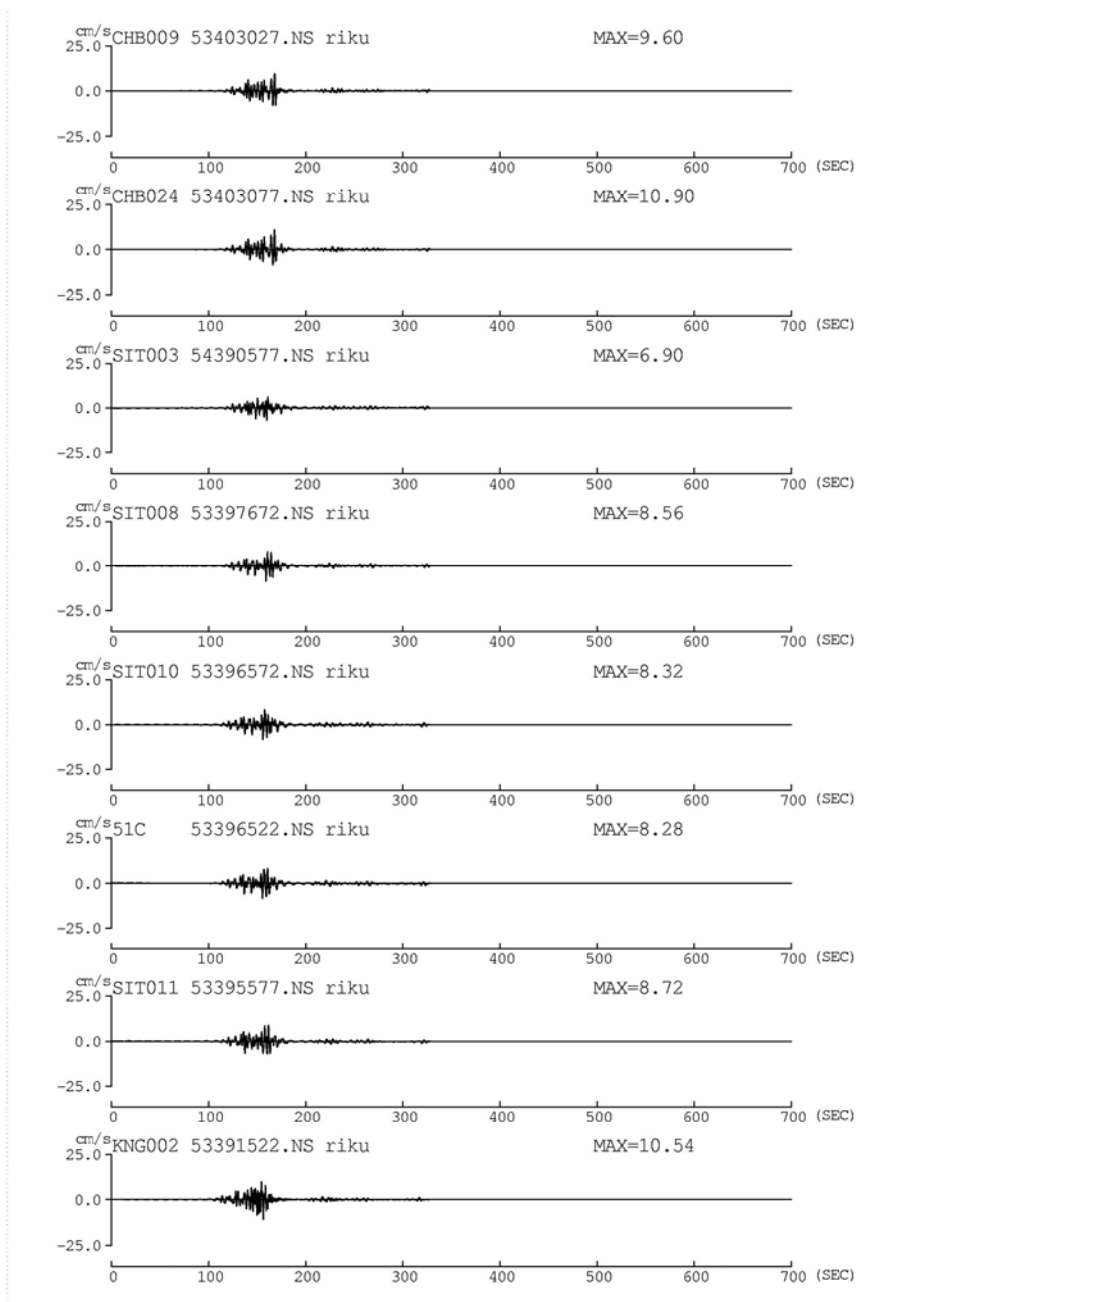 cm/s CHB009 53403027.NS riku MAX=9.60
25.0
0.0
-25.0
0 100 200 300 400 500 600 700 (SEC)
cm/s CHB024 53403077.NS riku MAX=10.90
25.0
0.0
-25.0
0 100 200 300 400 500 600 700 (SEC)
cm/s SIT003 54390577.NS riku MAX=6.90
25.0
0.0
-25.0
0 100 200 300 400 500 600 700 (SEC)
cm/s SIT008 53397672.NS riku MAX=8.56
25.0
0.0
-25.0
0 100 200 300 400 500 600 700 (SEC)
cm/s SIT010 53396572.NS riku MAX=8.32
25.0
0.0
-25.0
0 100 200 300 400 500 600 700 (SEC)
cm/s 51C 53396522.NS riku MAX=8.28
25.0
0.0
-25.0
0 100 200 300 400 500 600 700 (SEC)
cm/s SIT011 53395577.NS riku MAX=8.72
25.0
0.0
-25.0
0 100 200 300 400 500 600 700 (SEC)
cm/s KNG002 53391522.NS riku MAX=10.54
25.0
0.0
-25.0
0 100 200 300 400 500 600 700 (SEC)